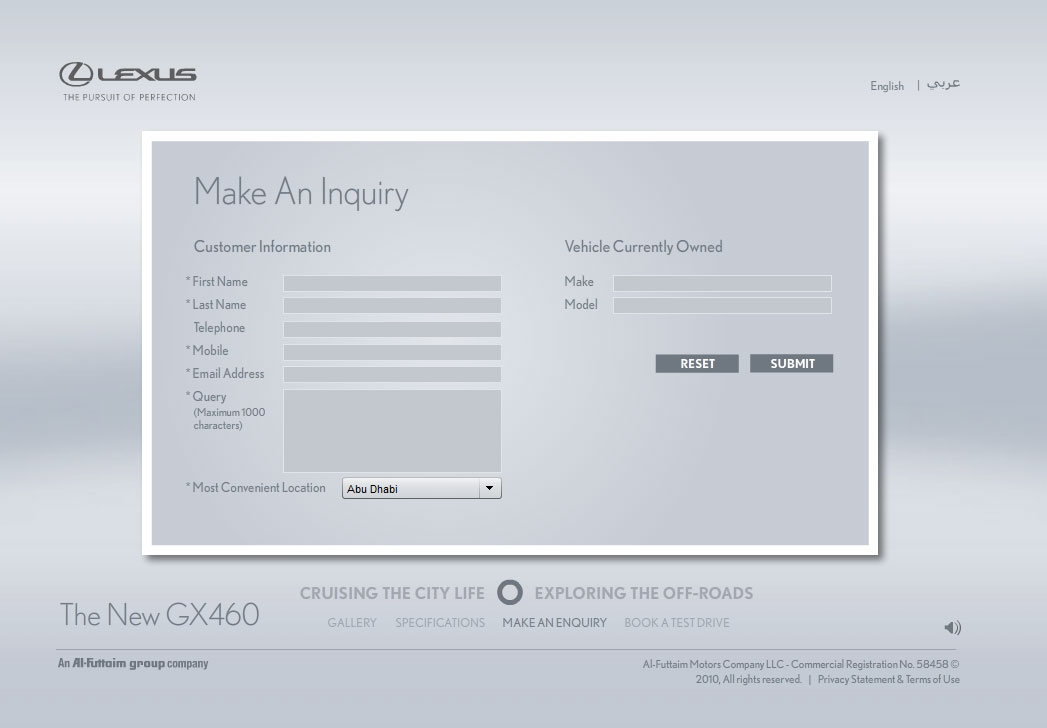 LEXUS
THE PURSUIT OF PERFECTION
English | عربي
Make An Inquiry
Customer Information
* First Name
* Last Name
Telephone
* Mobile
* Email Address
* Query
(Maximum 1000
characters)
* Most Convenient Location Abu Dhabi
Vehicle Currently Owned
Make
Model
RESET SUBMIT
CRUISING THE CITY LIFE EXPLORING THE OFF-ROADS
The New GX460
GALLERY SPECIFICATIONS MAKE AN ENQUIRY BOOK A TEST DRIVE
An Al-Futtaim group company
Al-Futtaim Motors Company LLC - Commercial Registration No. 58458 ©
2010, All rights reserved. | Privacy Statement & Terms of Use